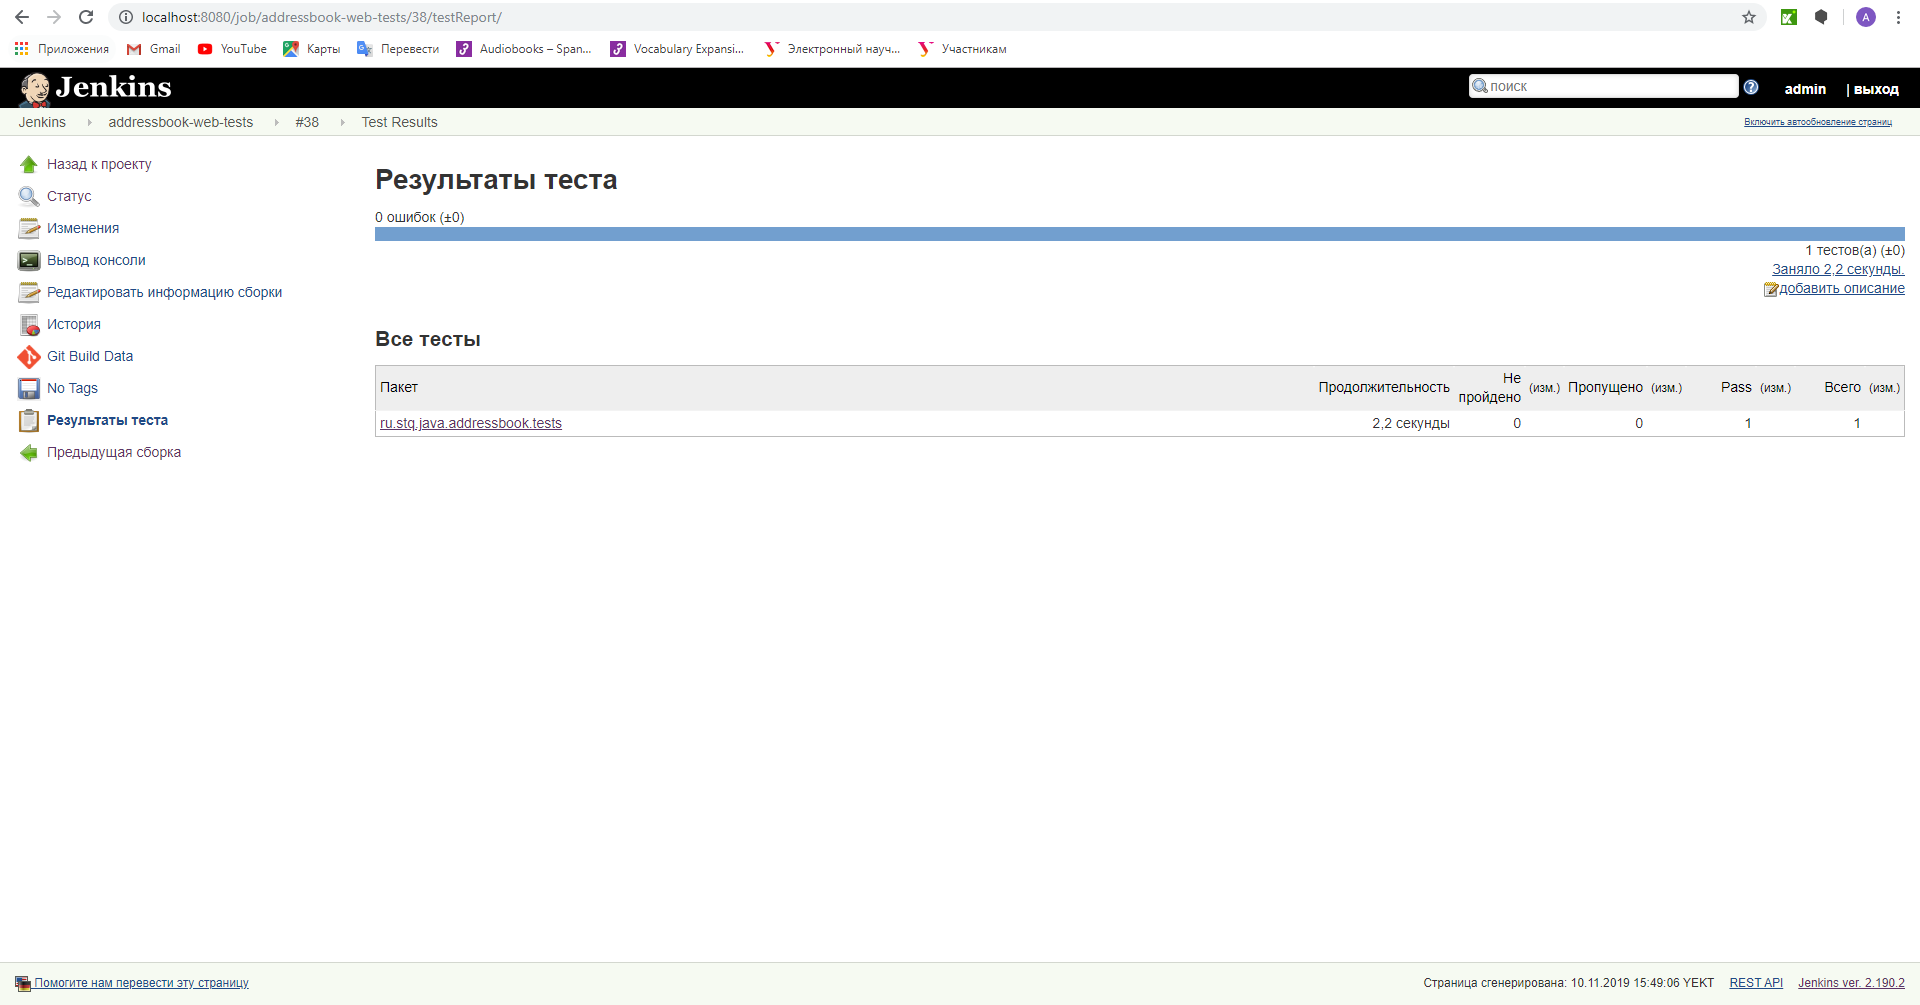 localhost:8080/job/addressbook-web-tests/38/testReport/
A
Приложения Gmail YouTube Карты Перевести Audiobooks – Span... Vocabulary Expansi... Электронный науч... Участникам
Jenkins поиск admin | выход
Jenkins addressbook-web-tests #38 Test Results Включить автообновление страниц
Назад к проекту
Статус
Изменения
Вывод консоли
Редактировать информацию сборки
История
Git Build Data
No Tags
Результаты теста
Предыдущая сборка
Результаты теста
0 ошибок (±0)
1 тестов(а) (±0)
Заняло 2,2 секунды.
добавить описание
Все тесты
Пакет Продолжительность Не пройдено (изм.) Пропущено (изм.) Pass (изм.) Всего (изм.)
ru.stq.java.addressbook.tests 2,2 секунды 0 0 1 1
Помогите нам перевести эту страницу Страница сгенерирована: 10.11.2019 15:49:06 YEKT REST API Jenkins ver. 2.190.2